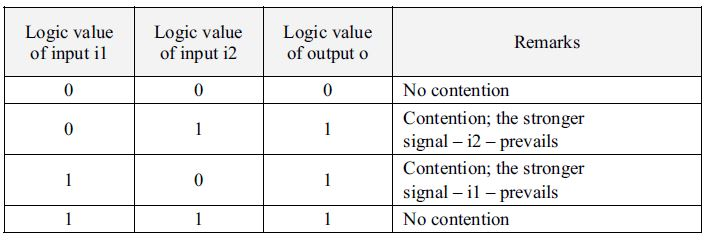 Logic value of input i1 | Logic value of input i2 | Logic value of output o | Remarks
0 | 0 | 0 | No contention
0 | 1 | 1 | Contention; the stronger signal – i2 – prevails
1 | 0 | 1 | Contention; the stronger signal – i1 – prevails
1 | 1 | 1 | No contention